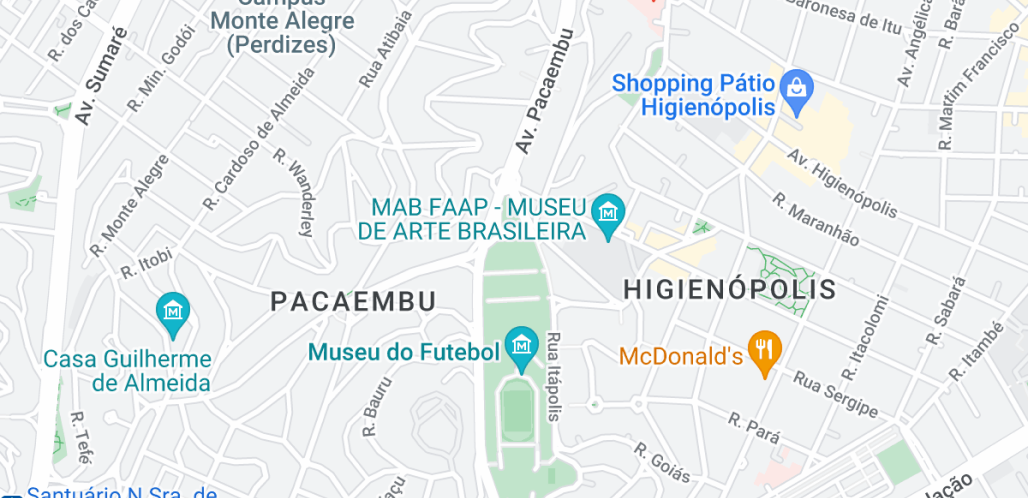 Campus
Monte Alegre
(Perdizes)
Baronesa de Itu
R. dos Ca
R. Min. Godói
Av. Sumaré
Rua Atibaia
Av. Pacaembu
Av. Angélica
R. Bará
R. Martim Francisco
Shopping Pátio
Higienópolis
R. Cardoso de Almeida
R. Monte Alegre
R. Wanderley
Av. Higienópolis
R. Maranhão
MAB FAAP - MUSEU
DE ARTE BRASILEIRA
R. Itobi
PACAEMBU
HIGIENÓPOLIS
R. Sabará
R. Itacolomi
R. Itambé
Casa Guilherme
de Almeida
Museu do Futebol
Rua Itápolis
McDonald's
Rua Sergipe
R. Bauru
R. Tefé
R. Pará
R. Goiás
açu
lação
Santuário N.Sra. de